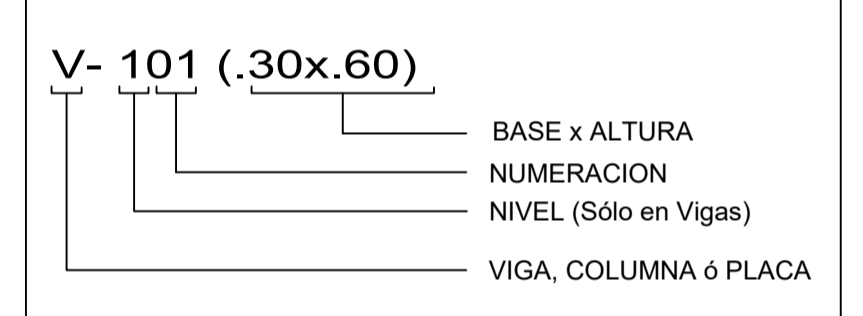 V- 101 (.30x.60)
BASE x ALTURA
NUMERACION
NIVEL (Sólo en Vigas)
VIGA, COLUMNA ó PLACA